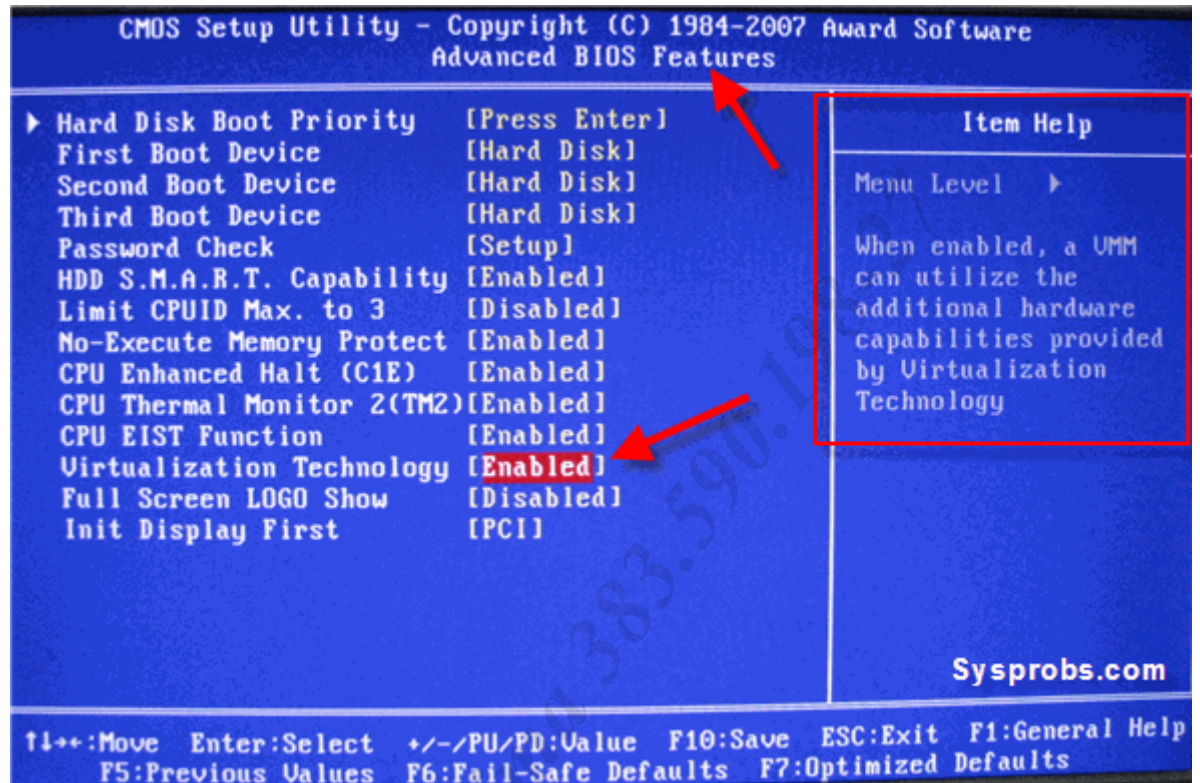 CMOS Setup Utility - Copyright (C) 1984-2007 Award Software
Advanced BIOS Features
Hard Disk Boot Priority [Press Enter]
First Boot Device [Hard Disk]
Second Boot Device [Hard Disk]
Third Boot Device [Hard Disk]
Password Check [Setup]
HDD S.M.A.R.T. Capability [Enabled]
Limit CPUID Max. to 3 [Disabled]
No-Execute Memory Protect [Enabled]
CPU Enhanced Halt (C1E) [Enabled]
CPU Thermal Monitor 2(TM2)[Enabled]
CPU EIST Function [Enabled]
Virtualization Technology [Enabled]
Full Screen LOGO Show [Disabled]
Init Display First [PCI]
Item Help
Menu Level
When enabled, a VMM
can utilize the
additional hardware
capabilities provided
by Virtualization
Technology
Sysprobs.com
↑↓→←:Move Enter:Select +/-/PU/PD:Value F10:Save ESC:Exit F1:General Help
F5:Previous Values F6:Fail-Safe Defaults F7:Optimized Defaults